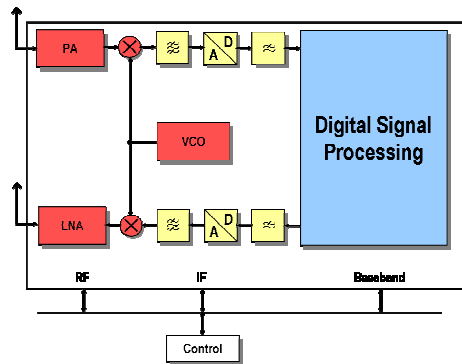 PA
D
A
Digital Signal
Processing
VCO
LNA
D
A
RF
IF
Baseband
Control